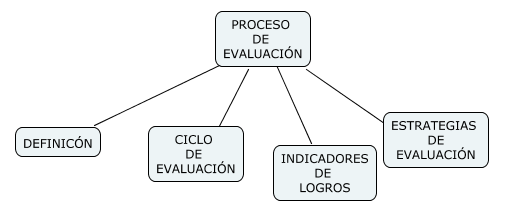 PROCESO
DE
EVALUACIÓN
DEFINICÓN
CICLO
DE
EVALUACIÓN
INDICADORES
DE
LOGROS
ESTRATEGIAS
DE
EVALUACIÓN